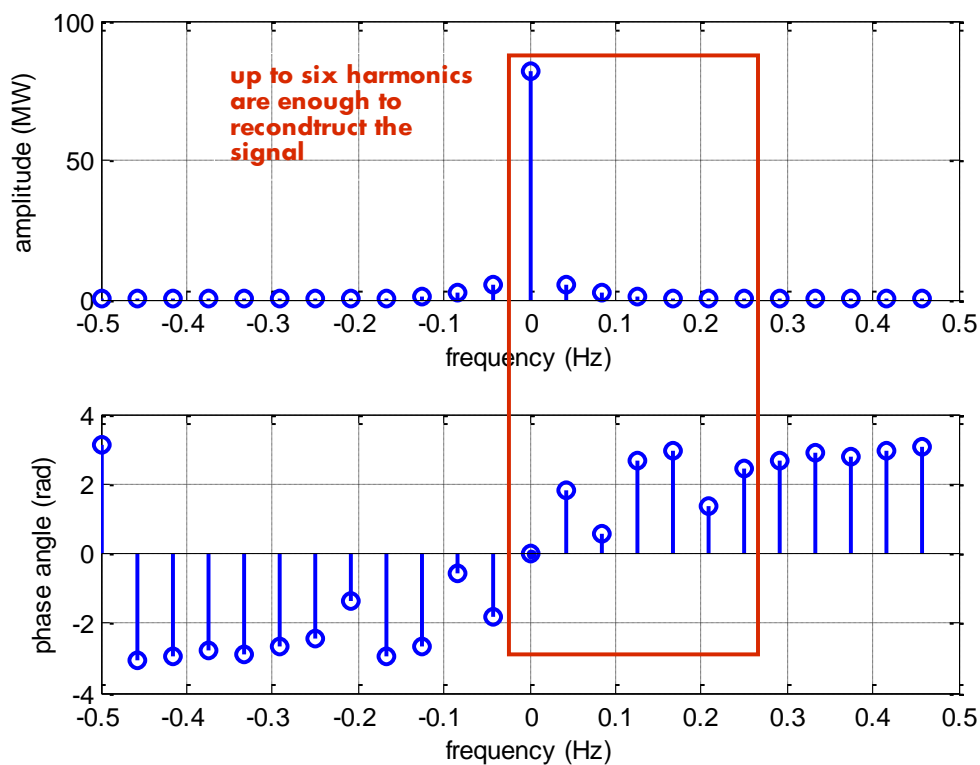 100
50
0
amplitude (MW)
up to six harmonics
are enough to
recondtruct the
signal
-0.5 -0.4 -0.3 -0.2 -0.1 0 0.1 0.2 0.3 0.4 0.5
frequency (Hz)
4
2
0
-2
-4
phase angle (rad)
-0.5 -0.4 -0.3 -0.2 -0.1 0 0.1 0.2 0.3 0.4 0.5
frequency (Hz)